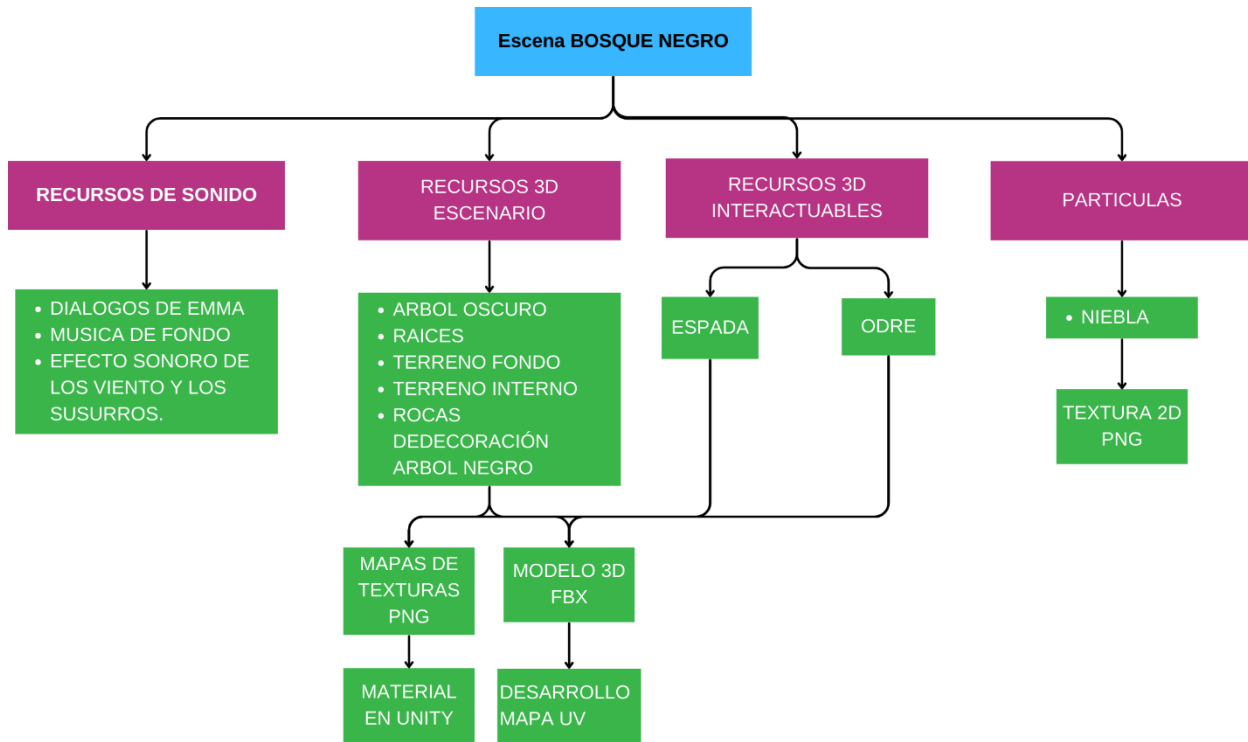 Escena BOSQUE NEGRO
RECURSOS DE SONIDO
RECURSOS 3D
ESCENARIO
RECURSOS 3D
INTERACTUABLES
PARTICULAS
• DIALOGOS DE EMMA
• MUSICA DE FONDO
• EFECTO SONORO DE
LOS VIENTO Y LOS
SUSURROS.
• ARBOL OSCURO
• RAICES
• TERRENO FONDO
• TERRENO INTERNO
• ROCAS
DEDECORACIÓN
ARBOL NEGRO
ESPADA
ODRE
• NIEBLA
TEXTURA 2D
PNG
MAPAS DE
TEXTURAS
PNG
MODELO 3D
FBX
MATERIAL
EN UNITY
DESARROLLO
MAPA UV